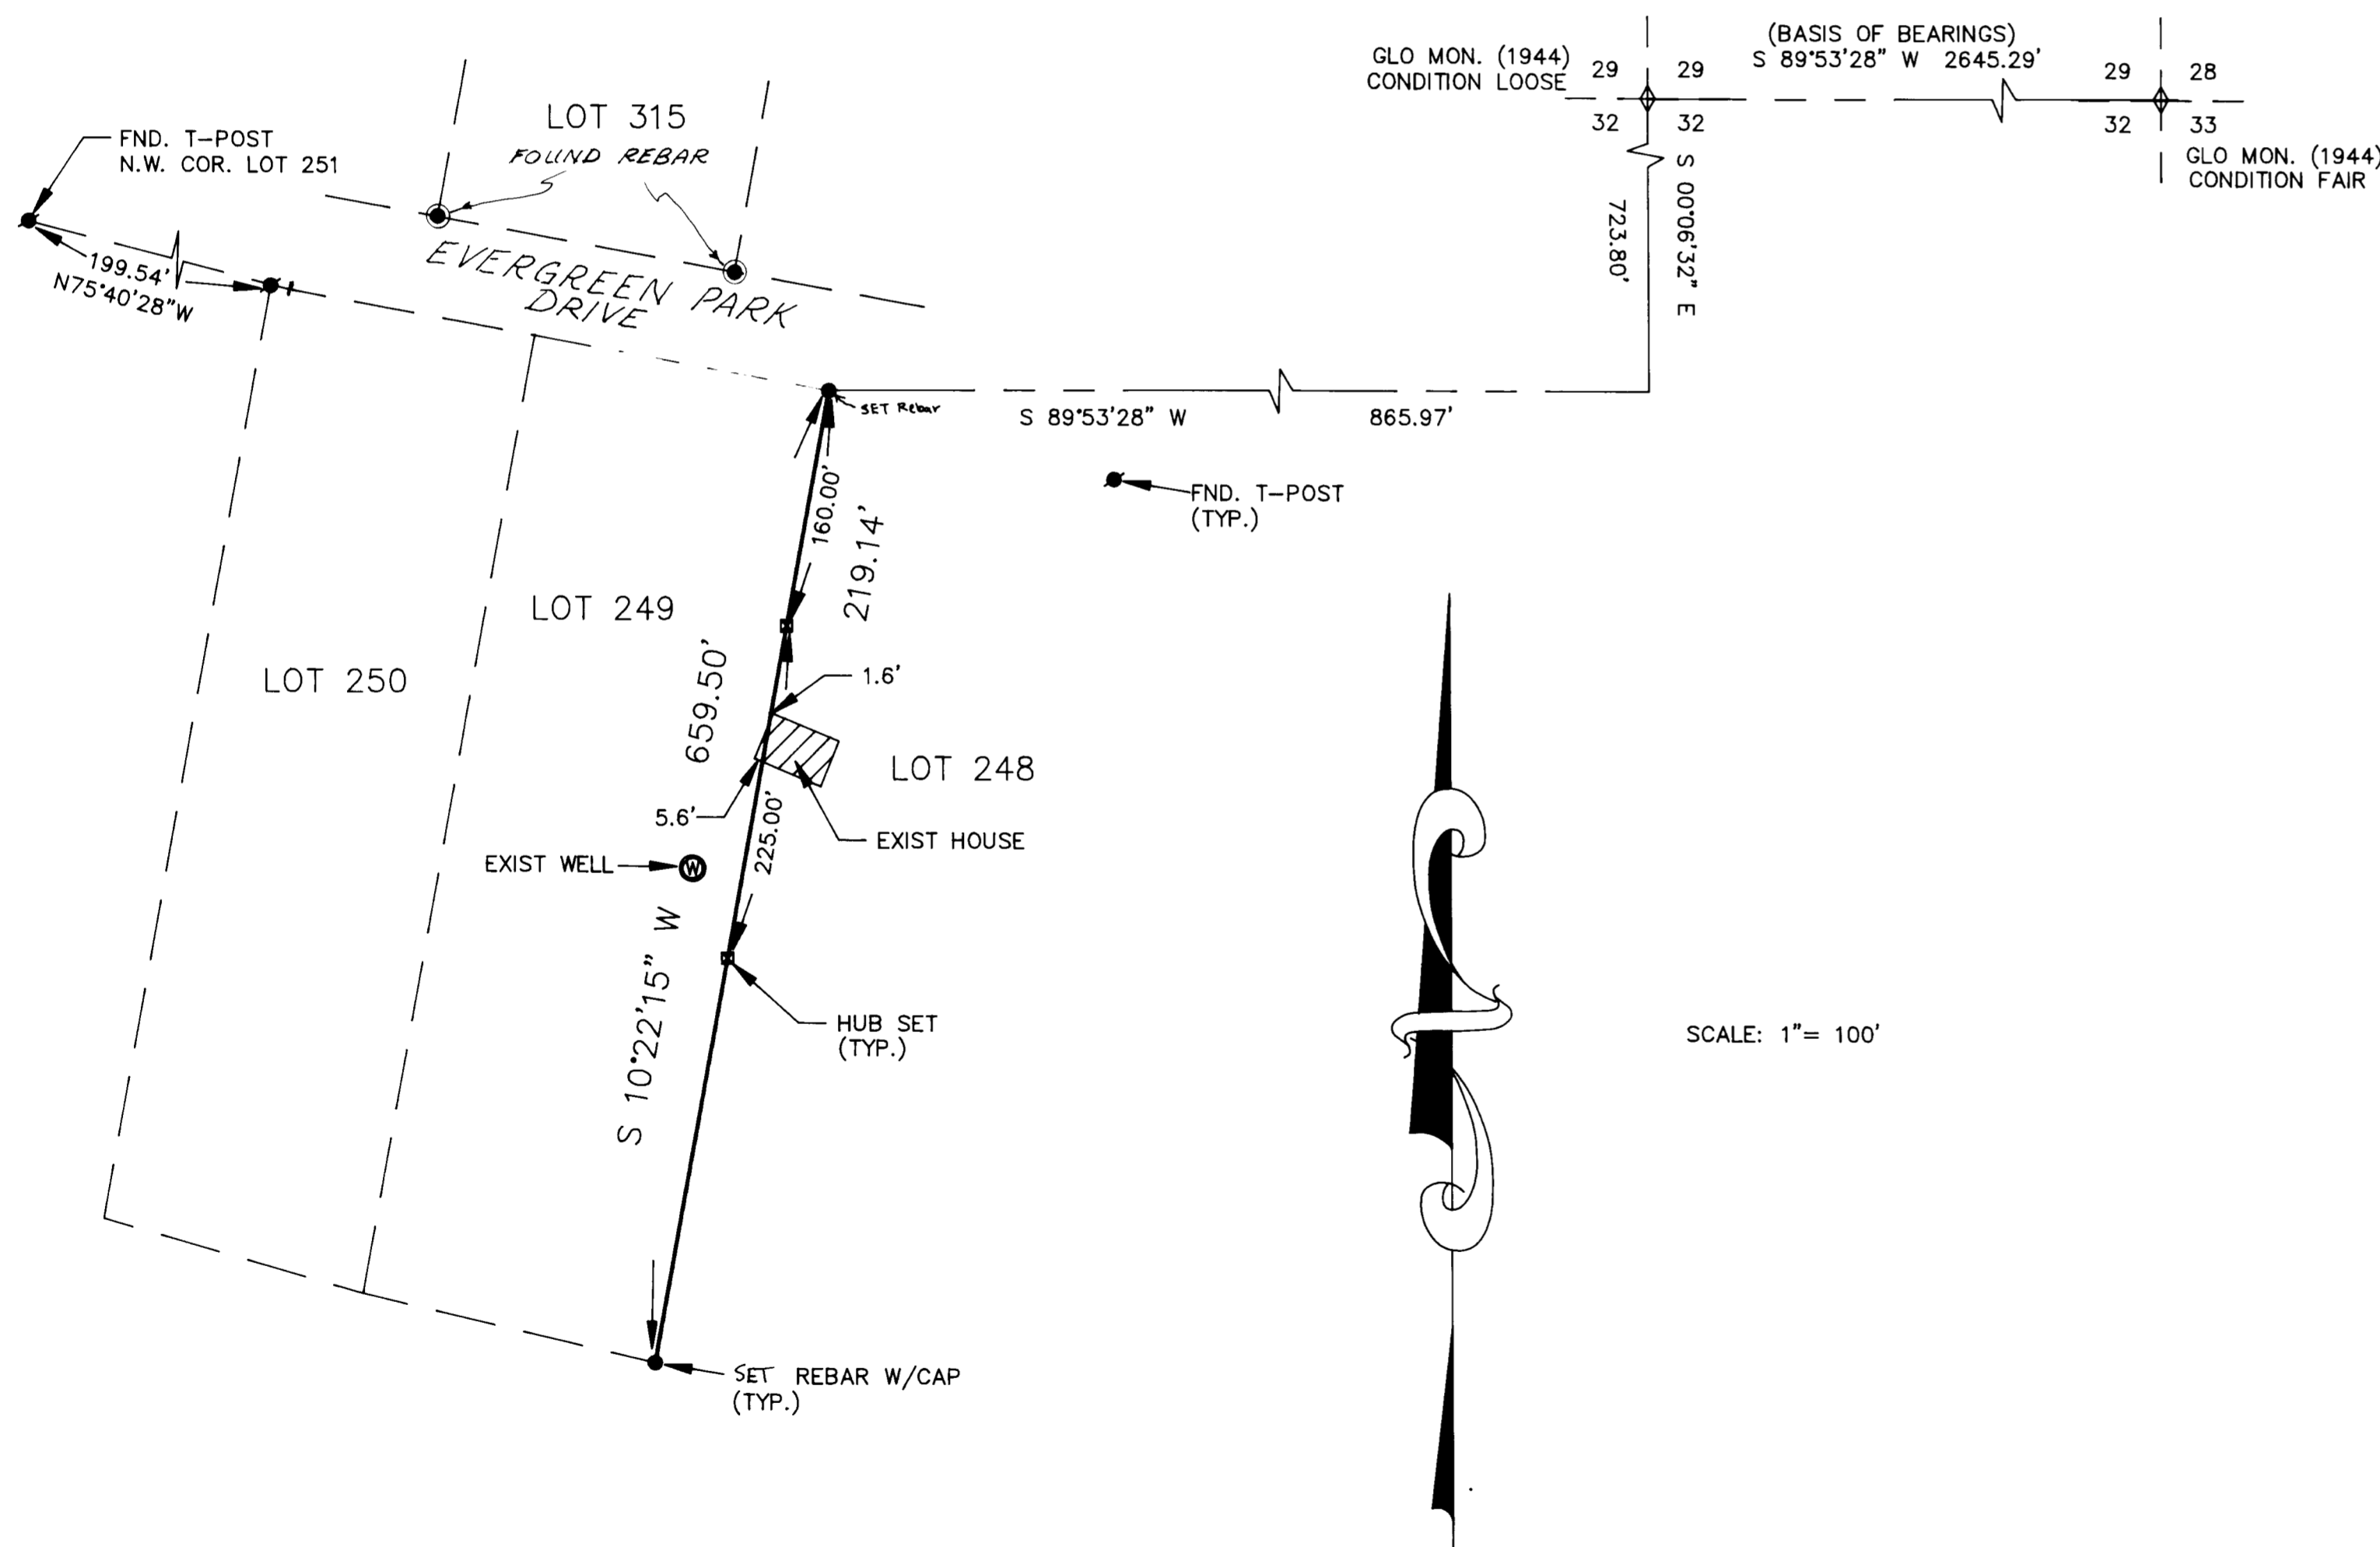 (BASIS OF BEARINGS)
S 89°53'28" W 2645.29'
GLO MON. (1944)
CONDITION LOOSE
29
29
32
32
29
28
32
33
GLO MON. (1944)
CONDITION FAIR
S 00°06'32" E
723.80'
LOT 315
FOUND REBAR
FND. T-POST
N.W. COR. LOT 251
199.54'
N75°40'28"W
EVERGREEN PARK
DRIVE
SET Rebar
S 89°53'28" W
865.97'
FND. T-POST
(TYP.)
160.00'
219.14'
LOT 249
LOT 250
659.50'
1.6'
LOT 248
5.6'
225.00'
EXIST HOUSE
EXIST WELL
W
S 10°22'15" W
HUB SET
(TYP.)
SCALE: 1"= 100'
SET REBAR W/CAP
(TYP.)